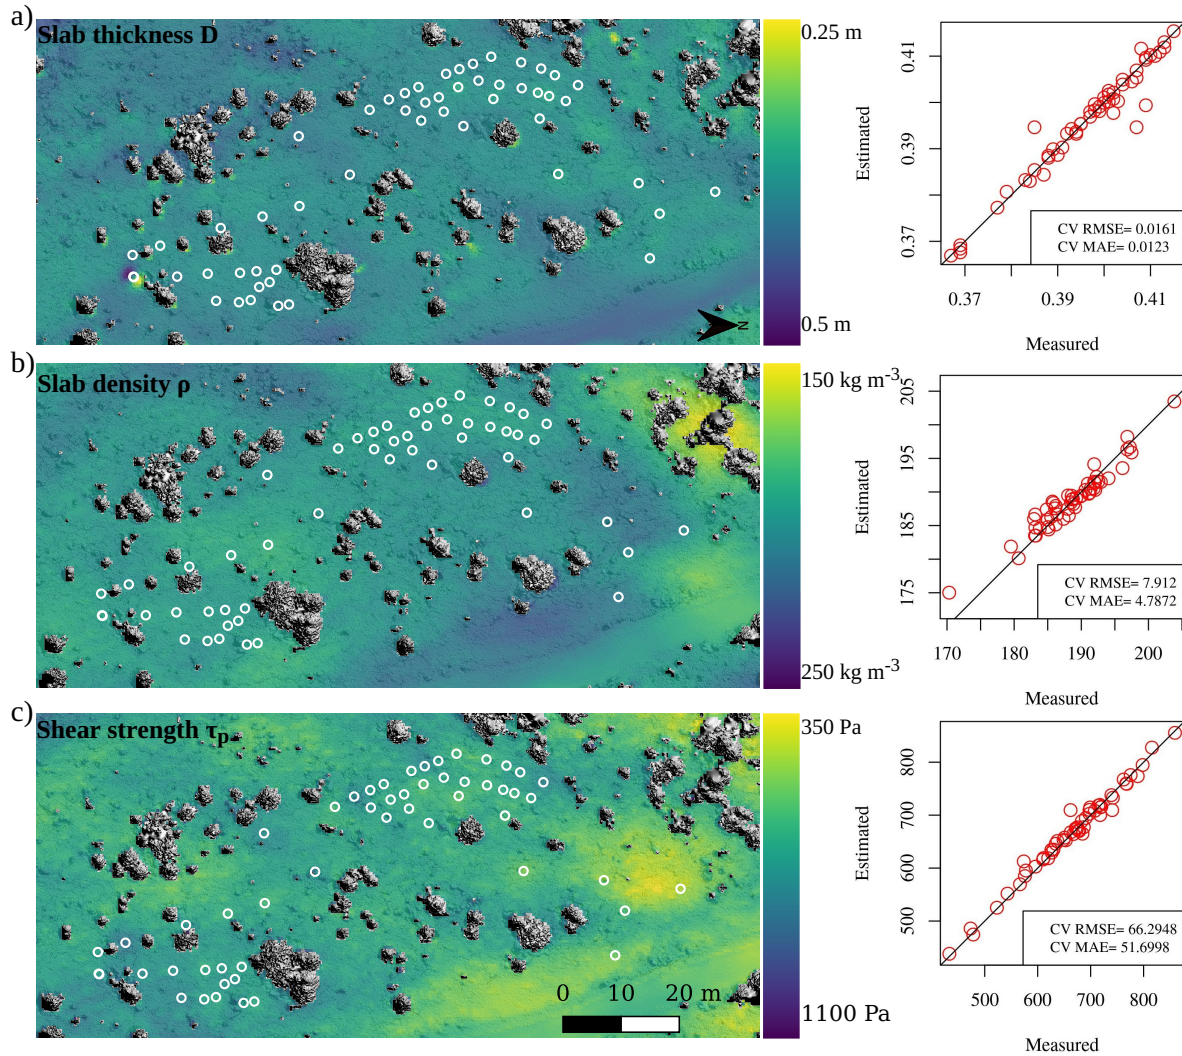 a)
Slab thickness D
0.25 m
0.5 m
N
Estimated
0.37
0.39
0.41
0.37
0.39
0.41
CV RMSE= 0.0161
CV MAE= 0.0123
Measured
b)
Slab density ρ
150 kg m-3
250 kg m-3
Estimated
175
185
195
205
170
180
190
200
CV RMSE= 7.912
CV MAE= 4.7872
Measured
c)
Shear strength τp
350 Pa
1100 Pa
0
10
20 m
Estimated
500
600
700
800
500
600
700
800
CV RMSE= 66.2948
CV MAE= 51.6998
Measured